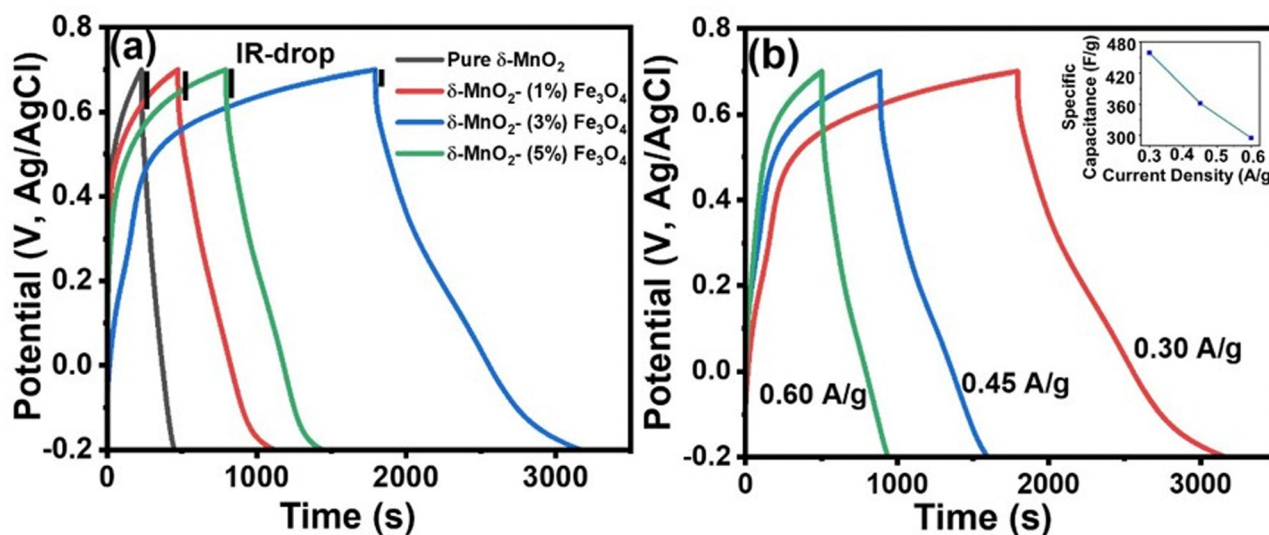 (a)
IR-drop
Pure δ-MnO₂
δ-MnO₂- (1%) Fe₃O₄
δ-MnO₂- (3%) Fe₃O₄
δ-MnO₂- (5%) Fe₃O₄
Potential (V, Ag/AgCl)
0.8
0.6
0.4
0.2
0.0
-0.2
0
1000
2000
3000
Time (s)
(b)
Potential (V, Ag/AgCl)
0.8
0.6
0.4
0.2
0.0
-0.2
0
1000
2000
3000
Time (s)
0.60 A/g
0.45 A/g
0.30 A/g
Specific
Capacitance (F/g)
480
420
360
300
0.3 0.4 0.5 0.6
Current Density (A/g